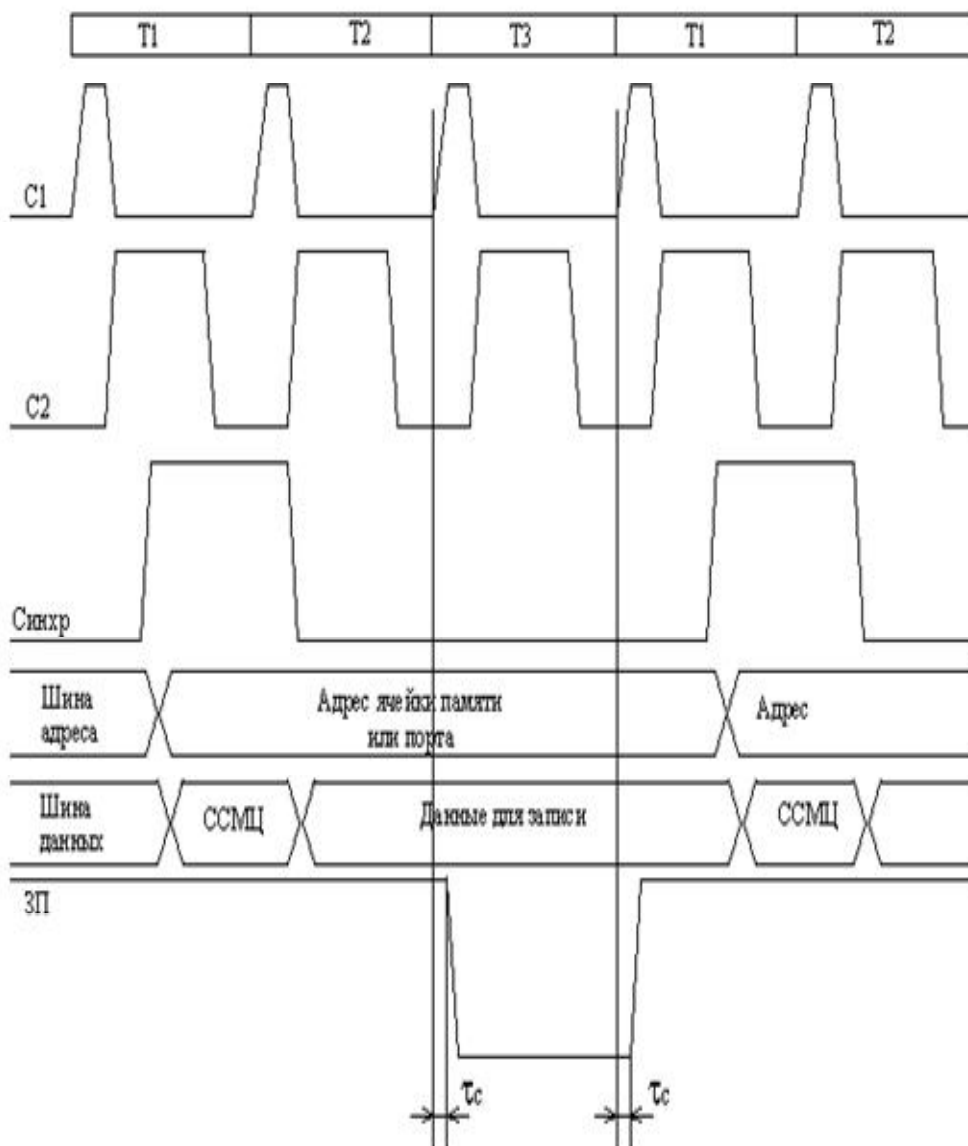 T1 T2 T3 T1 T2
C1
C2
Синхр
Шина
адреса
Адрес ячейки памяти
или порта
Адрес
Шина
данных
ССМЦ
Данные для записи
ССМЦ
ЗП
τc τc